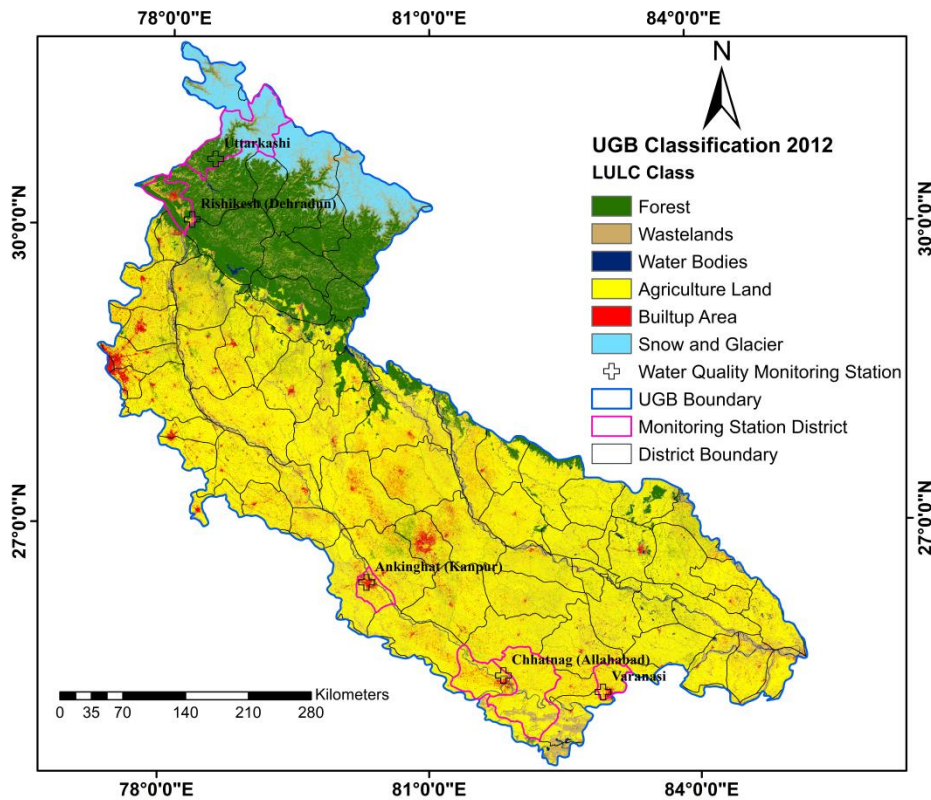 78°0'0"E 81°0'0"E 84°0'0"E
N
UGB Classification 2012
LULC Class
Forest
Wastelands
Water Bodies
Agriculture Land
Builtup Area
Snow and Glacier
Water Quality Monitoring Station
UGB Boundary
Monitoring Station District
District Boundary
Uttarkashi
Rishikesh (Dehradun)
30°0'0"N 30°0'0"N
27°0'0"N 27°0'0"N
Ankinghat (Kanpur)
Chhatnag (Allahabad)
Varanasi
Kilometers
0 35 70 140 210 280
78°0'0"E 81°0'0"E 84°0'0"E